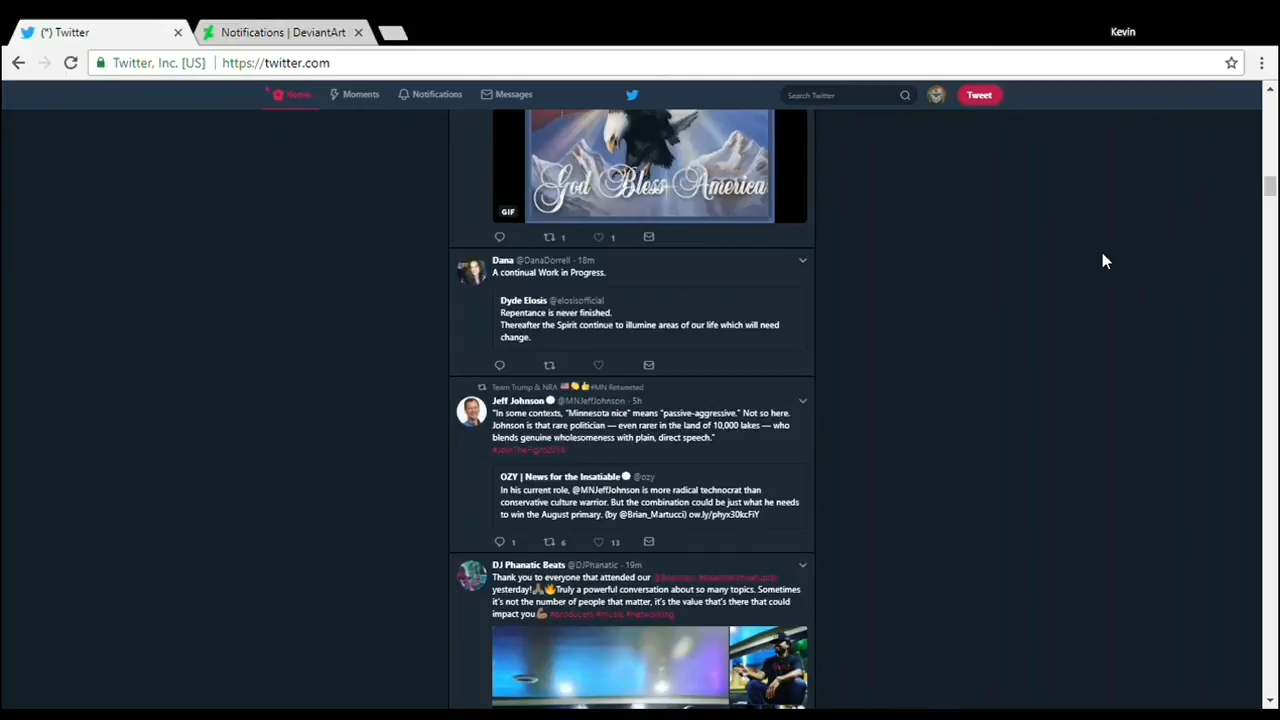 (*) Twitter
Notifications | DeviantArt
Kevin
Twitter, Inc. [US]
https://twitter.com
Home
Moments
Notifications
Messages
Search Twitter
Tweet
God Bless America
GIF
1
1
Dana @DanaDorrell · 18m
A continual Work in Progress.
Dyde Elosis @elosisofficial
Repentance is never finished.
Thereafter the Spirit continue to illumine areas of our life which will need
change.
Team Trump & NRA 🇺🇸👏👍#MN Retweeted
Jeff Johnson @MNJeffJohnson · 5h
"In some contexts, "Minnesota nice" means "passive-aggressive." Not so here.
Johnson is that rare politician — even rarer in the land of 10,000 lakes — who
blends genuine wholesomeness with plain, direct speech."
#JoinTheFight2018
OZY | News for the Insatiable @ozy
In his current role, @MNJeffJohnson is more radical technocrat than
conservative culture warrior. But the combination could be just what he needs
to win the August primary. (by @Brian_Martucci) ow.ly/phyx30kcFiY
1
6
13
DJ Phanatic Beats @DJPhanatic · 19m
Thank you to everyone that attended our
yesterday!🙏🏽🔥Truly a powerful conversation about so many topics. Sometimes
it's not the number of people that matter, it's the value that's there that could
impact you💪🏽 #producers #music #networking